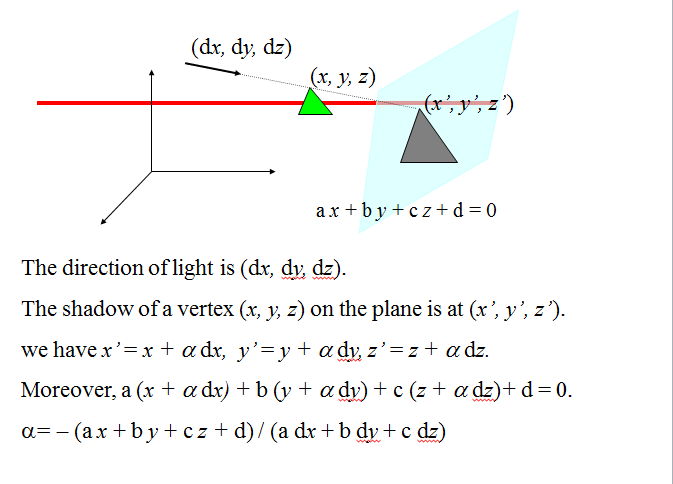 (dx, dy, dz)
(x, y, z)
(x’, y’, z’)
a x + b y + c z + d = 0
The direction of light is (dx, dy, dz).
The shadow of a vertex (x, y, z) on the plane is at (x’, y’, z’).
we have x’ = x + α dx, y’ = y + α dy, z’ = z + α dz.
Moreover, a (x + α dx) + b (y + α dy) + c (z + α dz)+ d = 0.
α= – (a x + b y + c z + d) / (a dx + b dy + c dz)